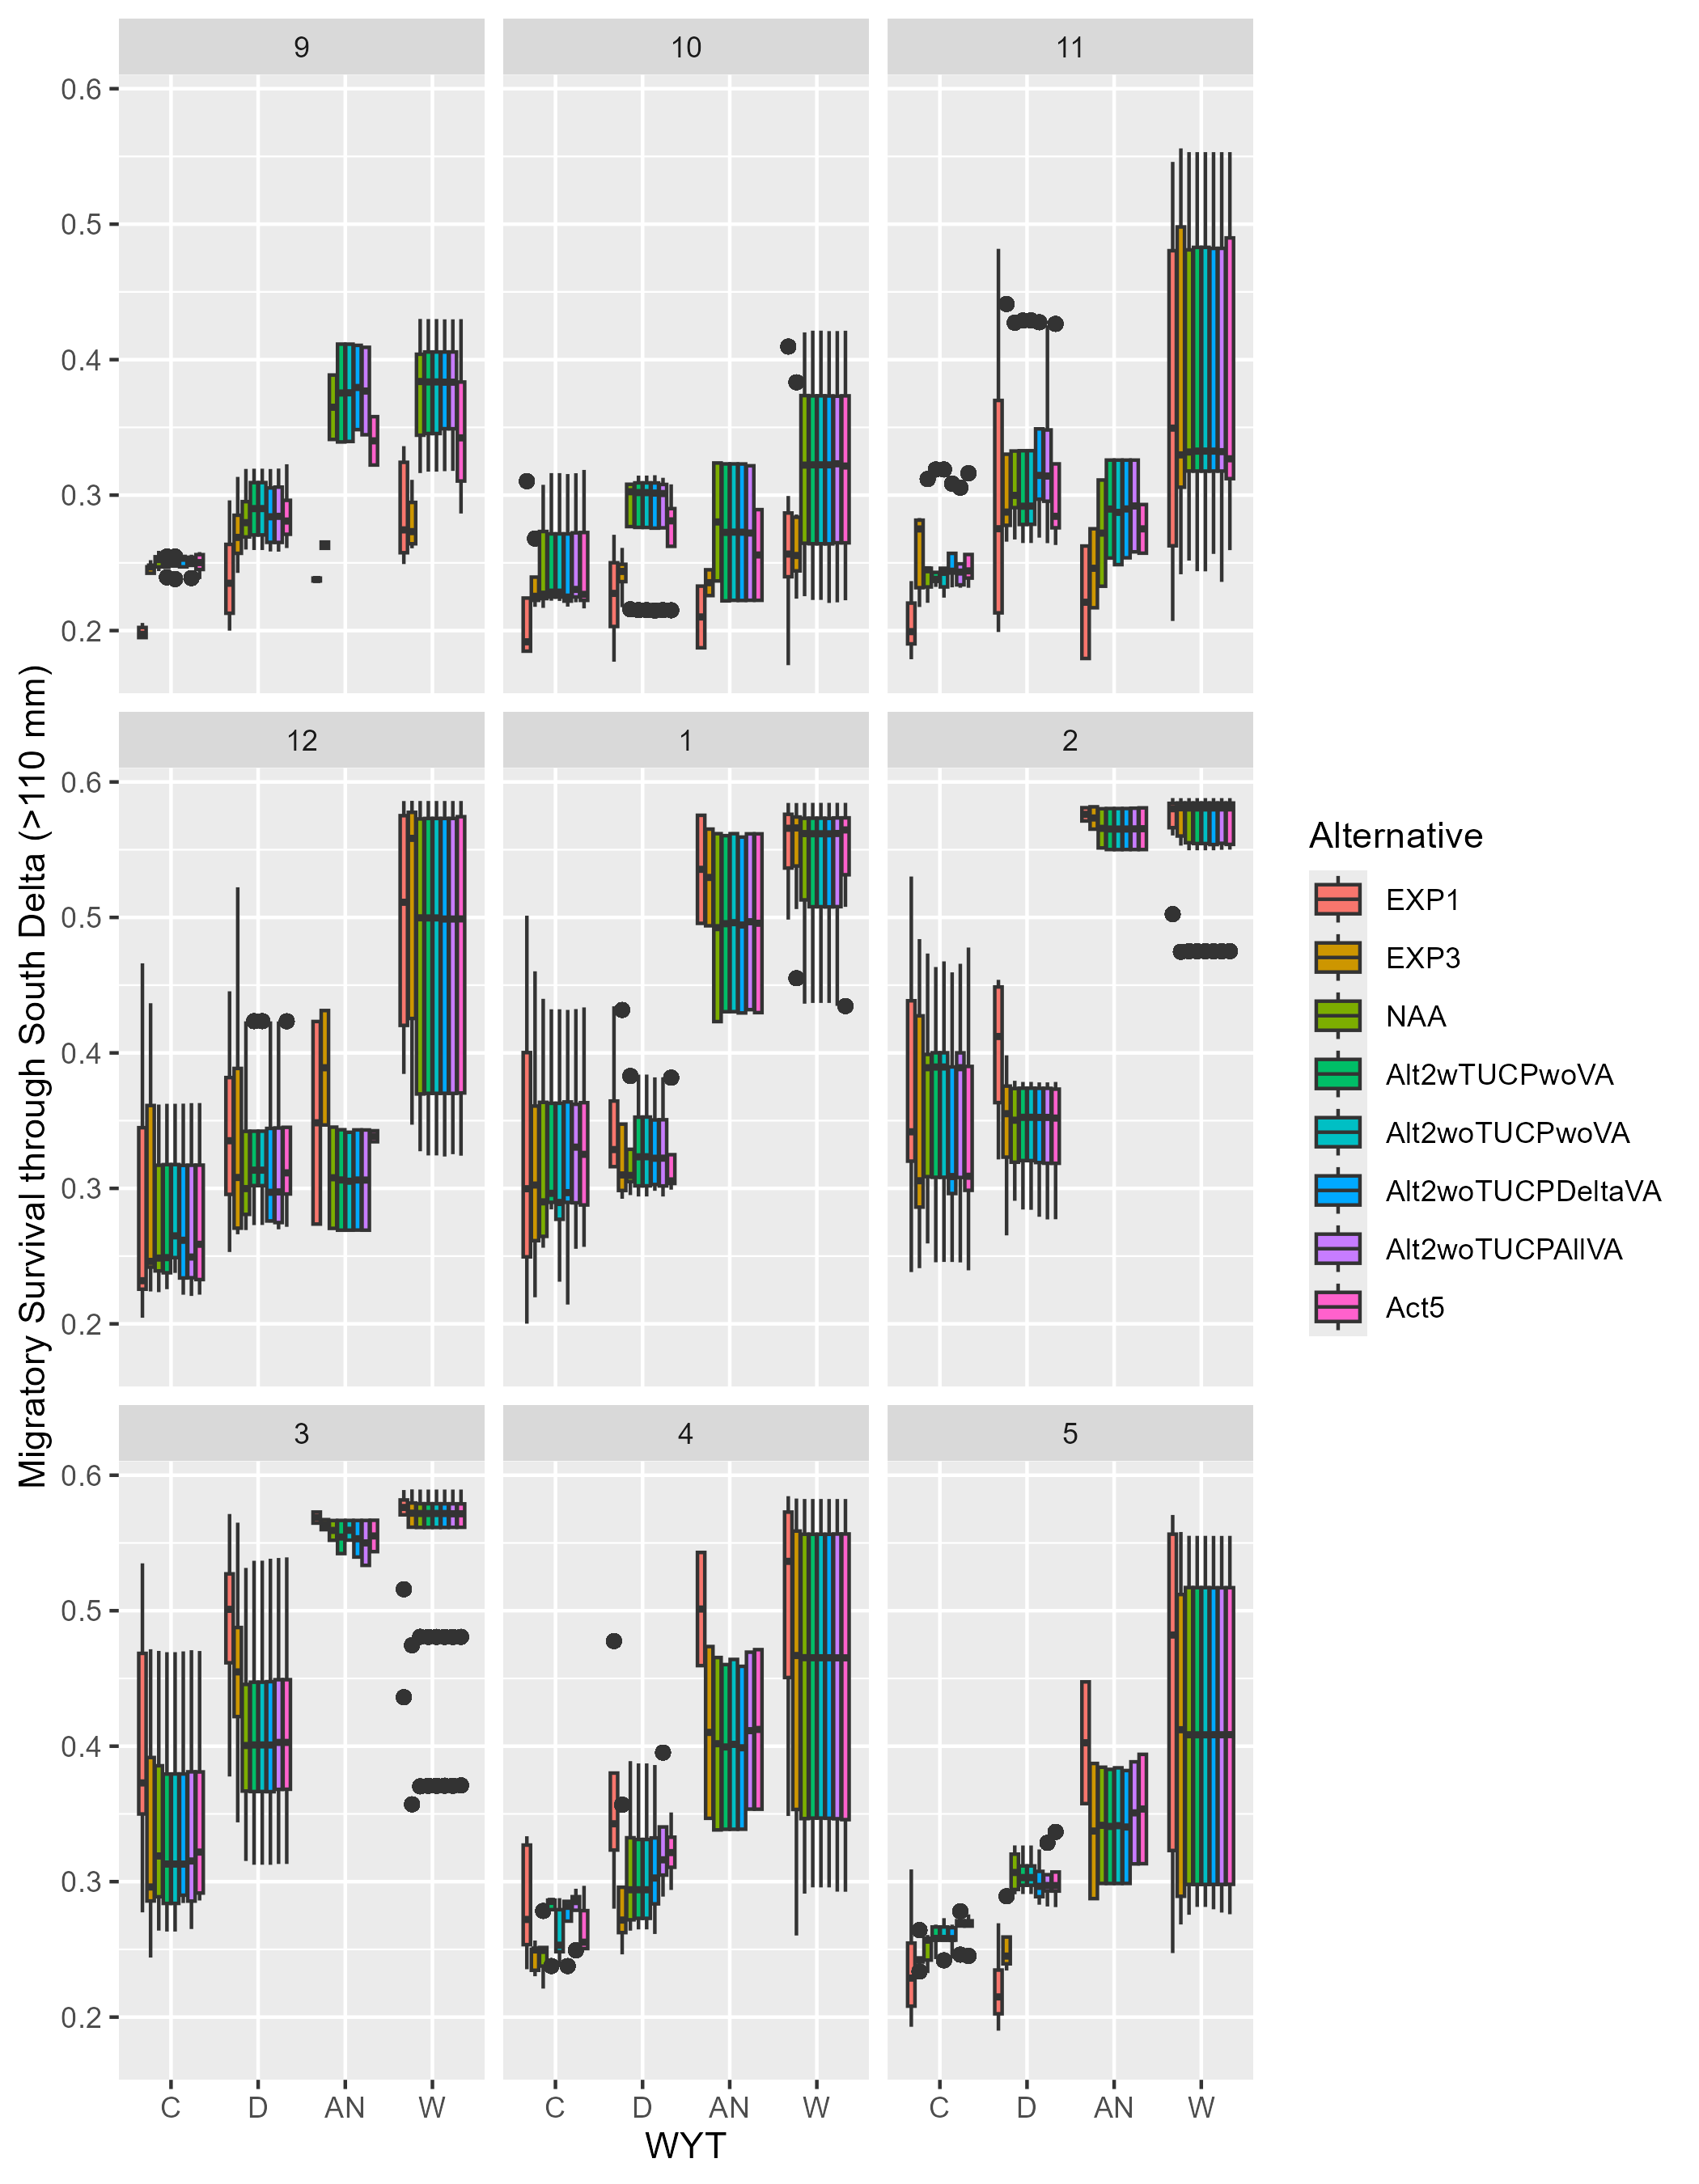 9 10 11
0.6
0.5
0.4
0.3
0.2
12 1 2
0.6
0.5
0.4
0.3
0.2
3 4 5
0.6
0.5
0.4
0.3
0.2
C D AN W C D AN W C D AN W
WYT
Migratory Survival through South Delta (>110 mm)
Alternative
EXP1
EXP3
NAA
Alt2wTUCPwoVA
Alt2woTUCPwoVA
Alt2woTUCPDeltaVA
Alt2woTUCPAllVA
Act5